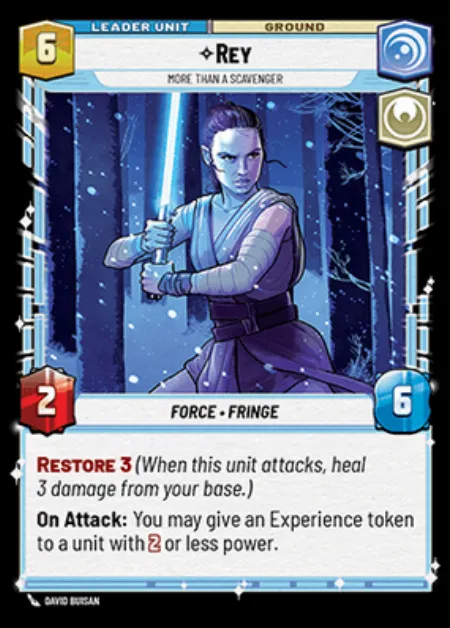 6
LEADER UNIT
GROUND
✧REY
MORE THAN A SCAVENGER
2
FORCE • FRINGE
6
RESTORE 3 (When this unit attacks, heal
3 damage from your base.)
On Attack: You may give an Experience token
to a unit with 2 or less power.
DAVID BUISAN